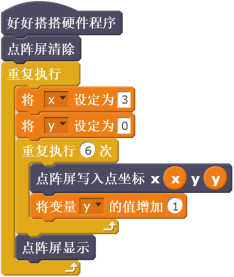 好好搭搭硬件程序
点阵屏清除
重复执行
将 x 设定为 3
将 y 设定为 0
重复执行 6 次
点阵屏写入点坐标 x x y y
将变量 y 的值增加 1
点阵屏显示